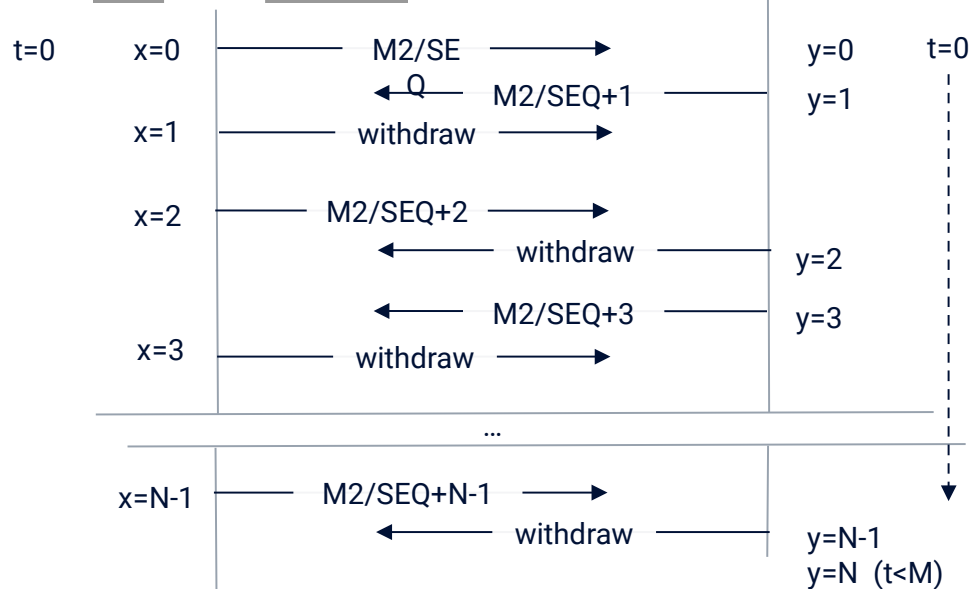 t=0 x=0 M2/SE y=0 t=0
Q
M2/SEQ+1 y=1
x=1 withdraw
x=2 M2/SEQ+2
withdraw y=2
M2/SEQ+3 y=3
x=3 withdraw
...
x=N-1 M2/SEQ+N-1
withdraw y=N-1
y=N (t<M)